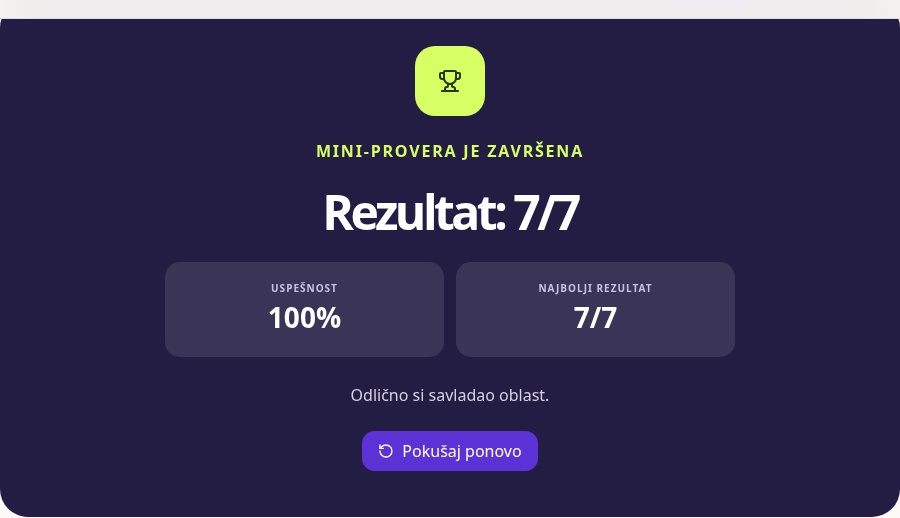 MINI-PROVERA JE ZAVRŠENA
Rezultat: 7/7
USPEŠNOST
100%
NAJBOLJI REZULTAT
7/7
Odlično si savladao oblast.
Pokušaj ponovo